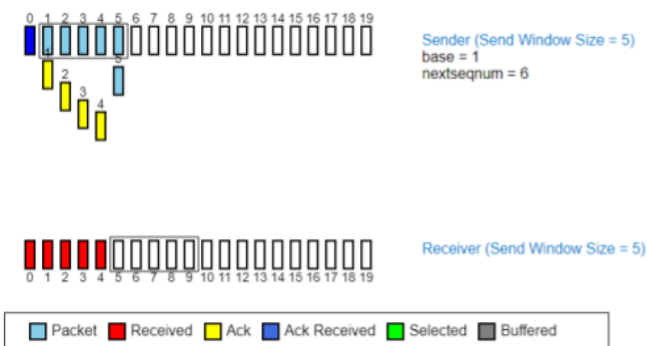 0 1 2 3 4 5 6 7 8 9 10 11 12 13 14 15 16 17 18 19
Sender (Send Window Size = 5)
base = 1
nextseqnum = 6
1
5
2
3
4
Receiver (Send Window Size = 5)
0 1 2 3 4 5 6 7 8 9 10 11 12 13 14 15 16 17 18 19
Packet Received Ack Ack Received Selected Buffered